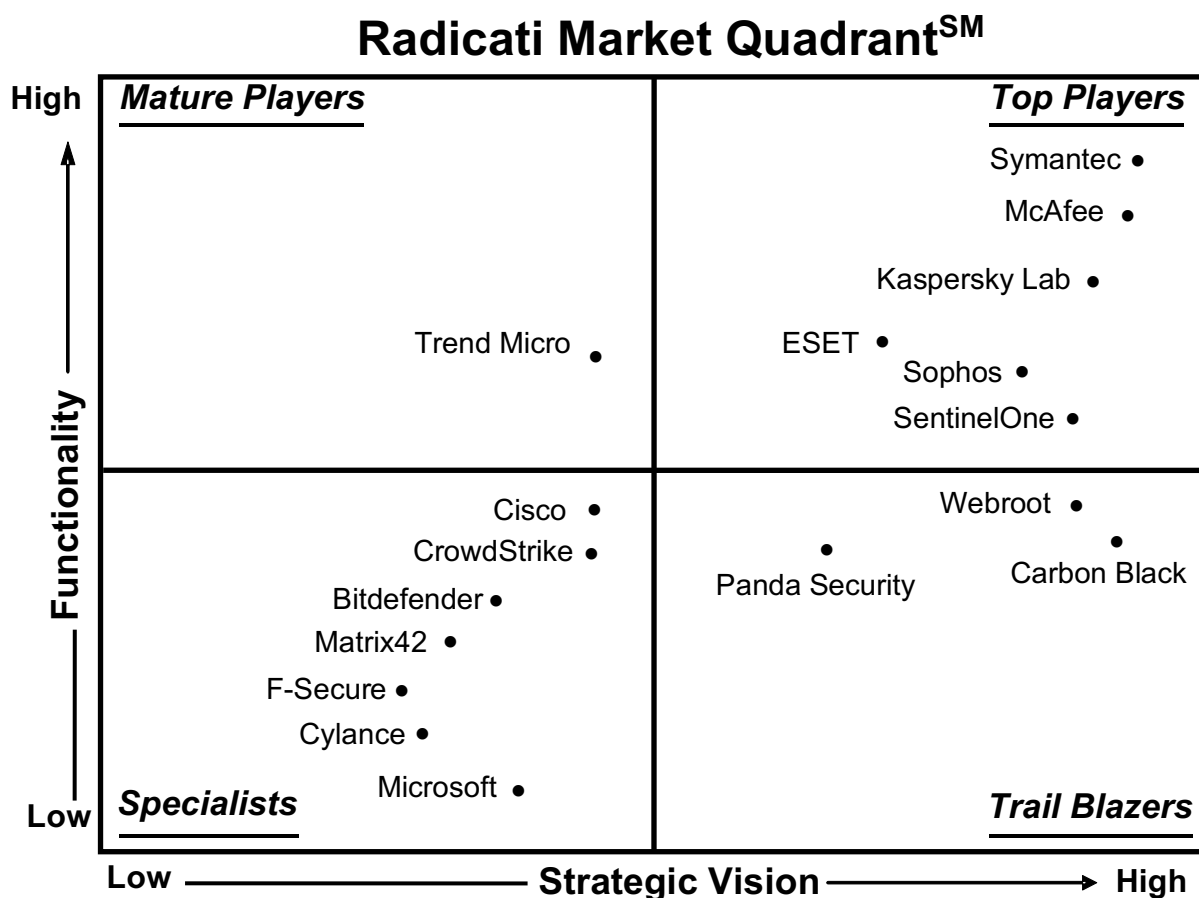 Radicati Market QuadrantSM
High
Mature Players
Top Players
Symantec
McAfee
Kaspersky Lab
Trend Micro
ESET
Sophos
SentinelOne
Functionality
Cisco
Webroot
CrowdStrike
Carbon Black
Panda Security
Bitdefender
Matrix42
F-Secure
Cylance
Microsoft
Low
Specialists
Trail Blazers
Low
Strategic Vision
High